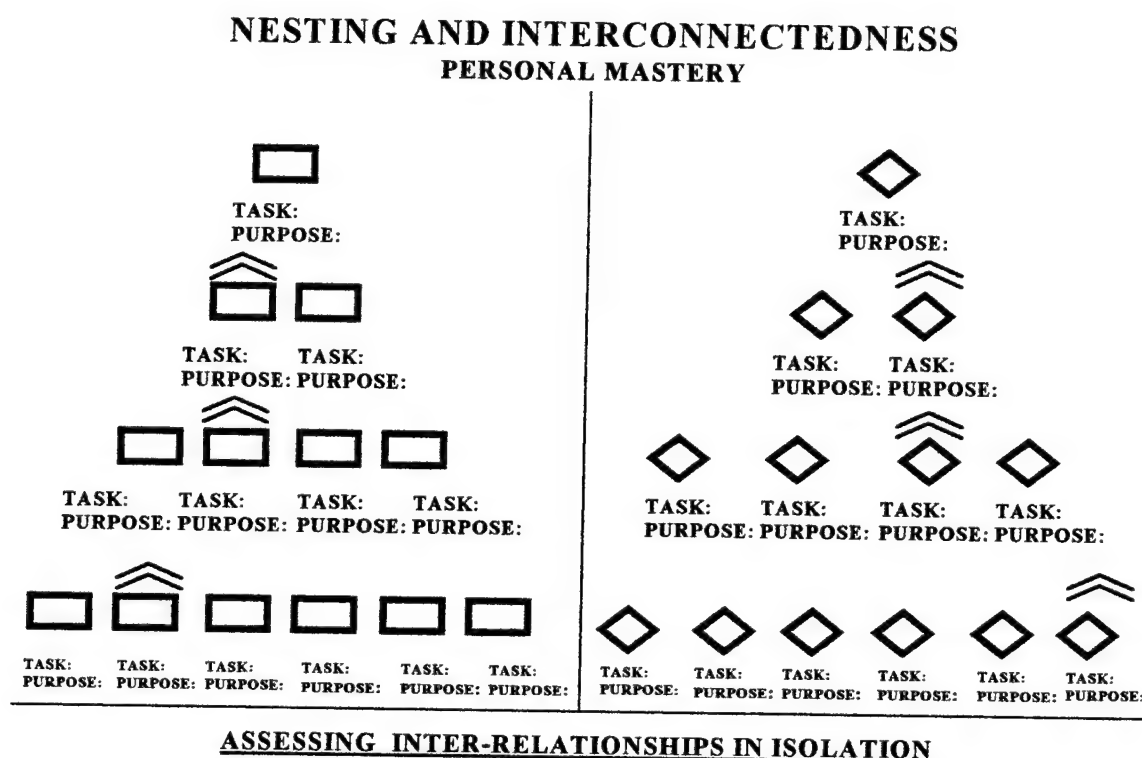 NESTING AND INTERCONNECTEDNESS
PERSONAL MASTERY
TASK:
PURPOSE:
TASK: TASK:
PURPOSE: PURPOSE:
TASK: TASK: TASK: TASK:
PURPOSE: PURPOSE: PURPOSE: PURPOSE:
TASK: TASK: TASK: TASK: TASK: TASK:
PURPOSE: PURPOSE: PURPOSE: PURPOSE: PURPOSE: PURPOSE:
TASK:
PURPOSE:
TASK: TASK:
PURPOSE: PURPOSE:
TASK: TASK: TASK: TASK:
PURPOSE: PURPOSE: PURPOSE: PURPOSE:
TASK: TASK: TASK: TASK: TASK: TASK:
PURPOSE: PURPOSE: PURPOSE: PURPOSE: PURPOSE: PURPOSE:
ASSESSING INTER-RELATIONSHIPS IN ISOLATION